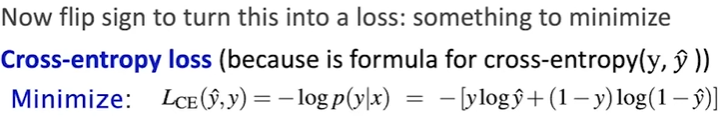 Now flip sign to turn this into a loss: something to minimize
Cross-entropy loss (because is formula for cross-entropy(y, ŷ ))
Minimize: L_CE(ŷ, y) = −log p(y|x) = −[y log ŷ + (1 − y) log(1 − ŷ)]